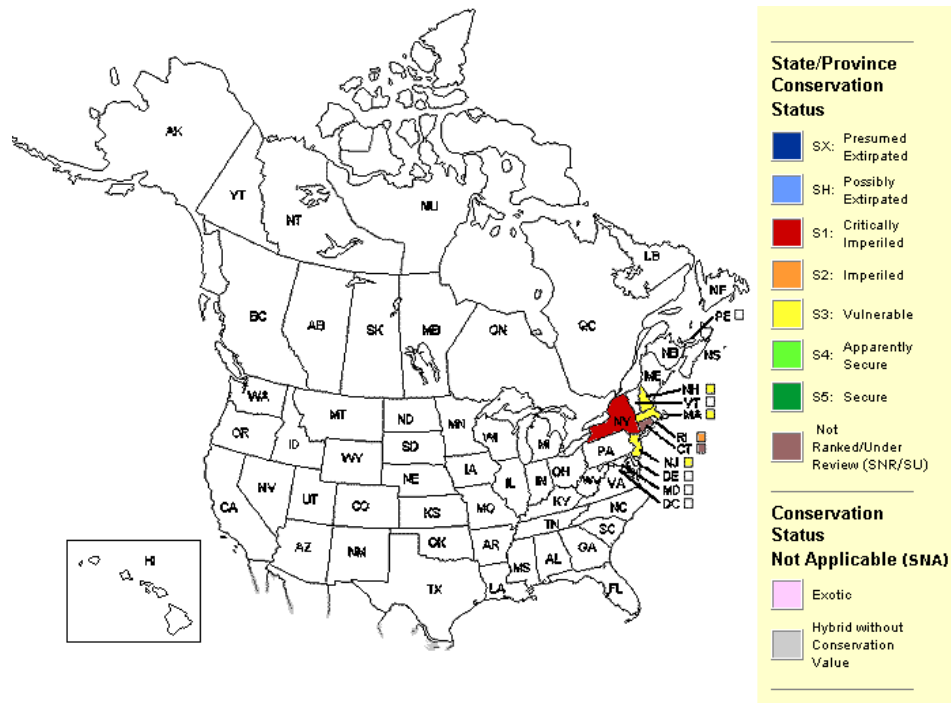 AK
YT
NT
NU
BC
AB
SK
MB
ON
QC
LB
NF
PE
NB
NS
ME
NH
VT
MA
RI
CT
NJ
DE
MD
DC
WA
OR
CA
ID
NV
MT
WY
UT
AZ
CO
NM
ND
SD
NE
KS
OK
TX
MN
IA
MO
AR
LA
WI
IL
MI
IN
OH
KY
TN
MS
AL
GA
FL
SC
NC
VA
WV
PA
NY
HI
State/Province
Conservation
Status
SX: Presumed
Extirpated
SH: Possibly
Extirpated
S1: Critically
Imperiled
S2: Imperiled
S3: Vulnerable
S4: Apparently
Secure
S5: Secure
Not
Ranked/Under
Review (SNR/SU)
Conservation
Status
Not Applicable (SNA)
Exotic
Hybrid without
Conservation
Value